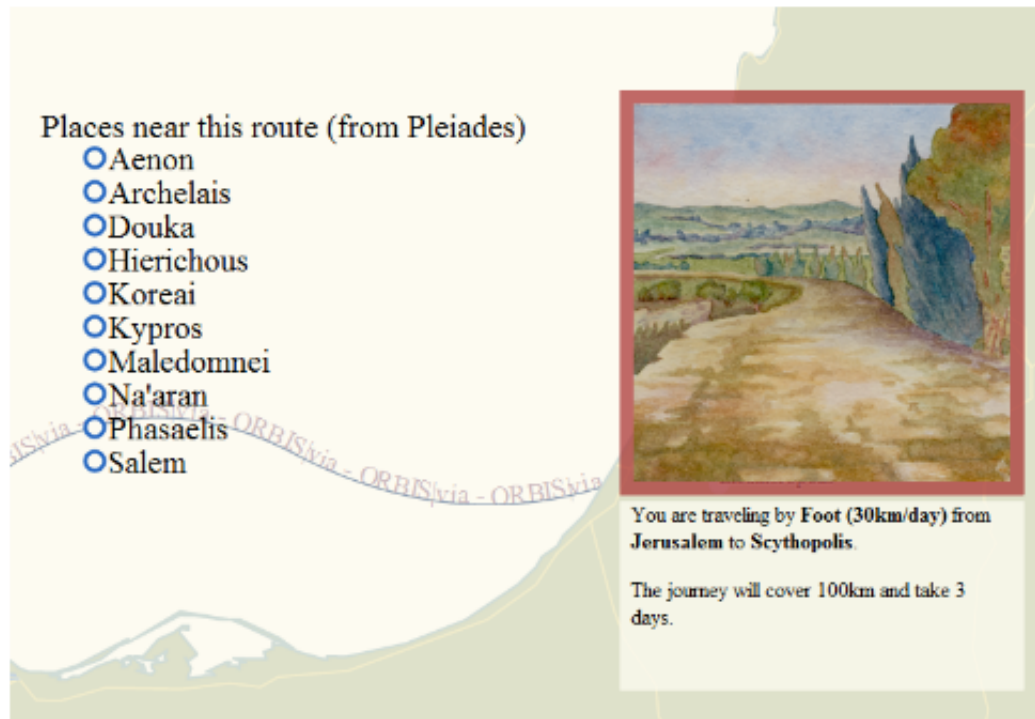 Places near this route (from Pleiades)
Aenon
Archelais
Douka
Hierichous
Koreai
Kypros
Maledomnei
Na'aran
Phasaelis
Salem
via - ORBIS|via - ORBIS|via - ORBIS|via - ORBIS|via
You are traveling by Foot (30km/day) from
Jerusalem to Scythopolis.
The journey will cover 100km and take 3
days.